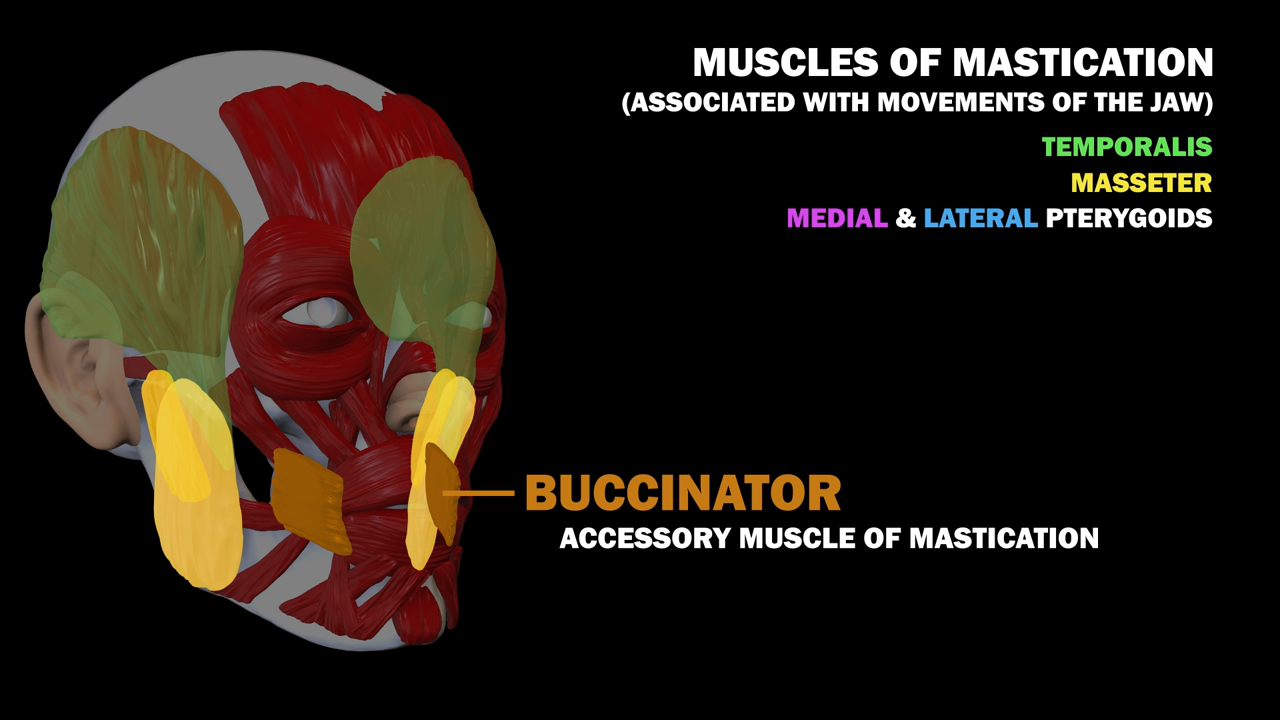 MUSCLES OF MASTICATION
(ASSOCIATED WITH MOVEMENTS OF THE JAW)
TEMPORALIS
MASSETER
MEDIAL & LATERAL PTERYGOIDS
BUCCINATOR
ACCESSORY MUSCLE OF MASTICATION